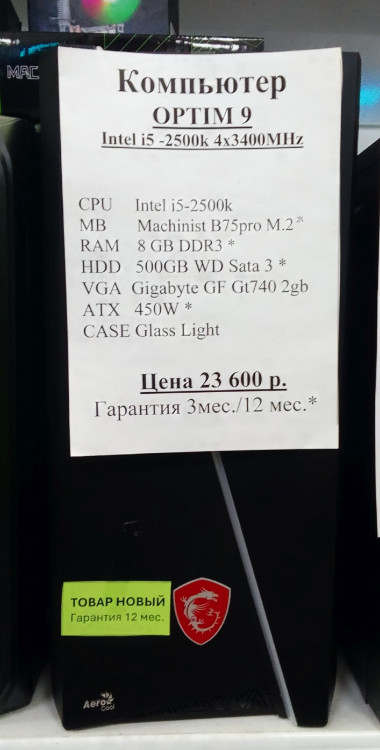 MAC
Компьютер
OPTIM 9
Intel i5 -2500k 4x3400MHz
CPU Intel i5-2500k
MB Machinist B75pro M.2*
RAM 8 GB DDR3 *
HDD 500GB WD Sata 3 *
VGA Gigabyte GF Gt740 2gb
ATX 450W *
CASE Glass Light
Цена 23 600 р.
Гарантия 3мес./12 мес.*
ТОВАР НОВЫЙ
Гарантия 12 мес.
Aero
Cool